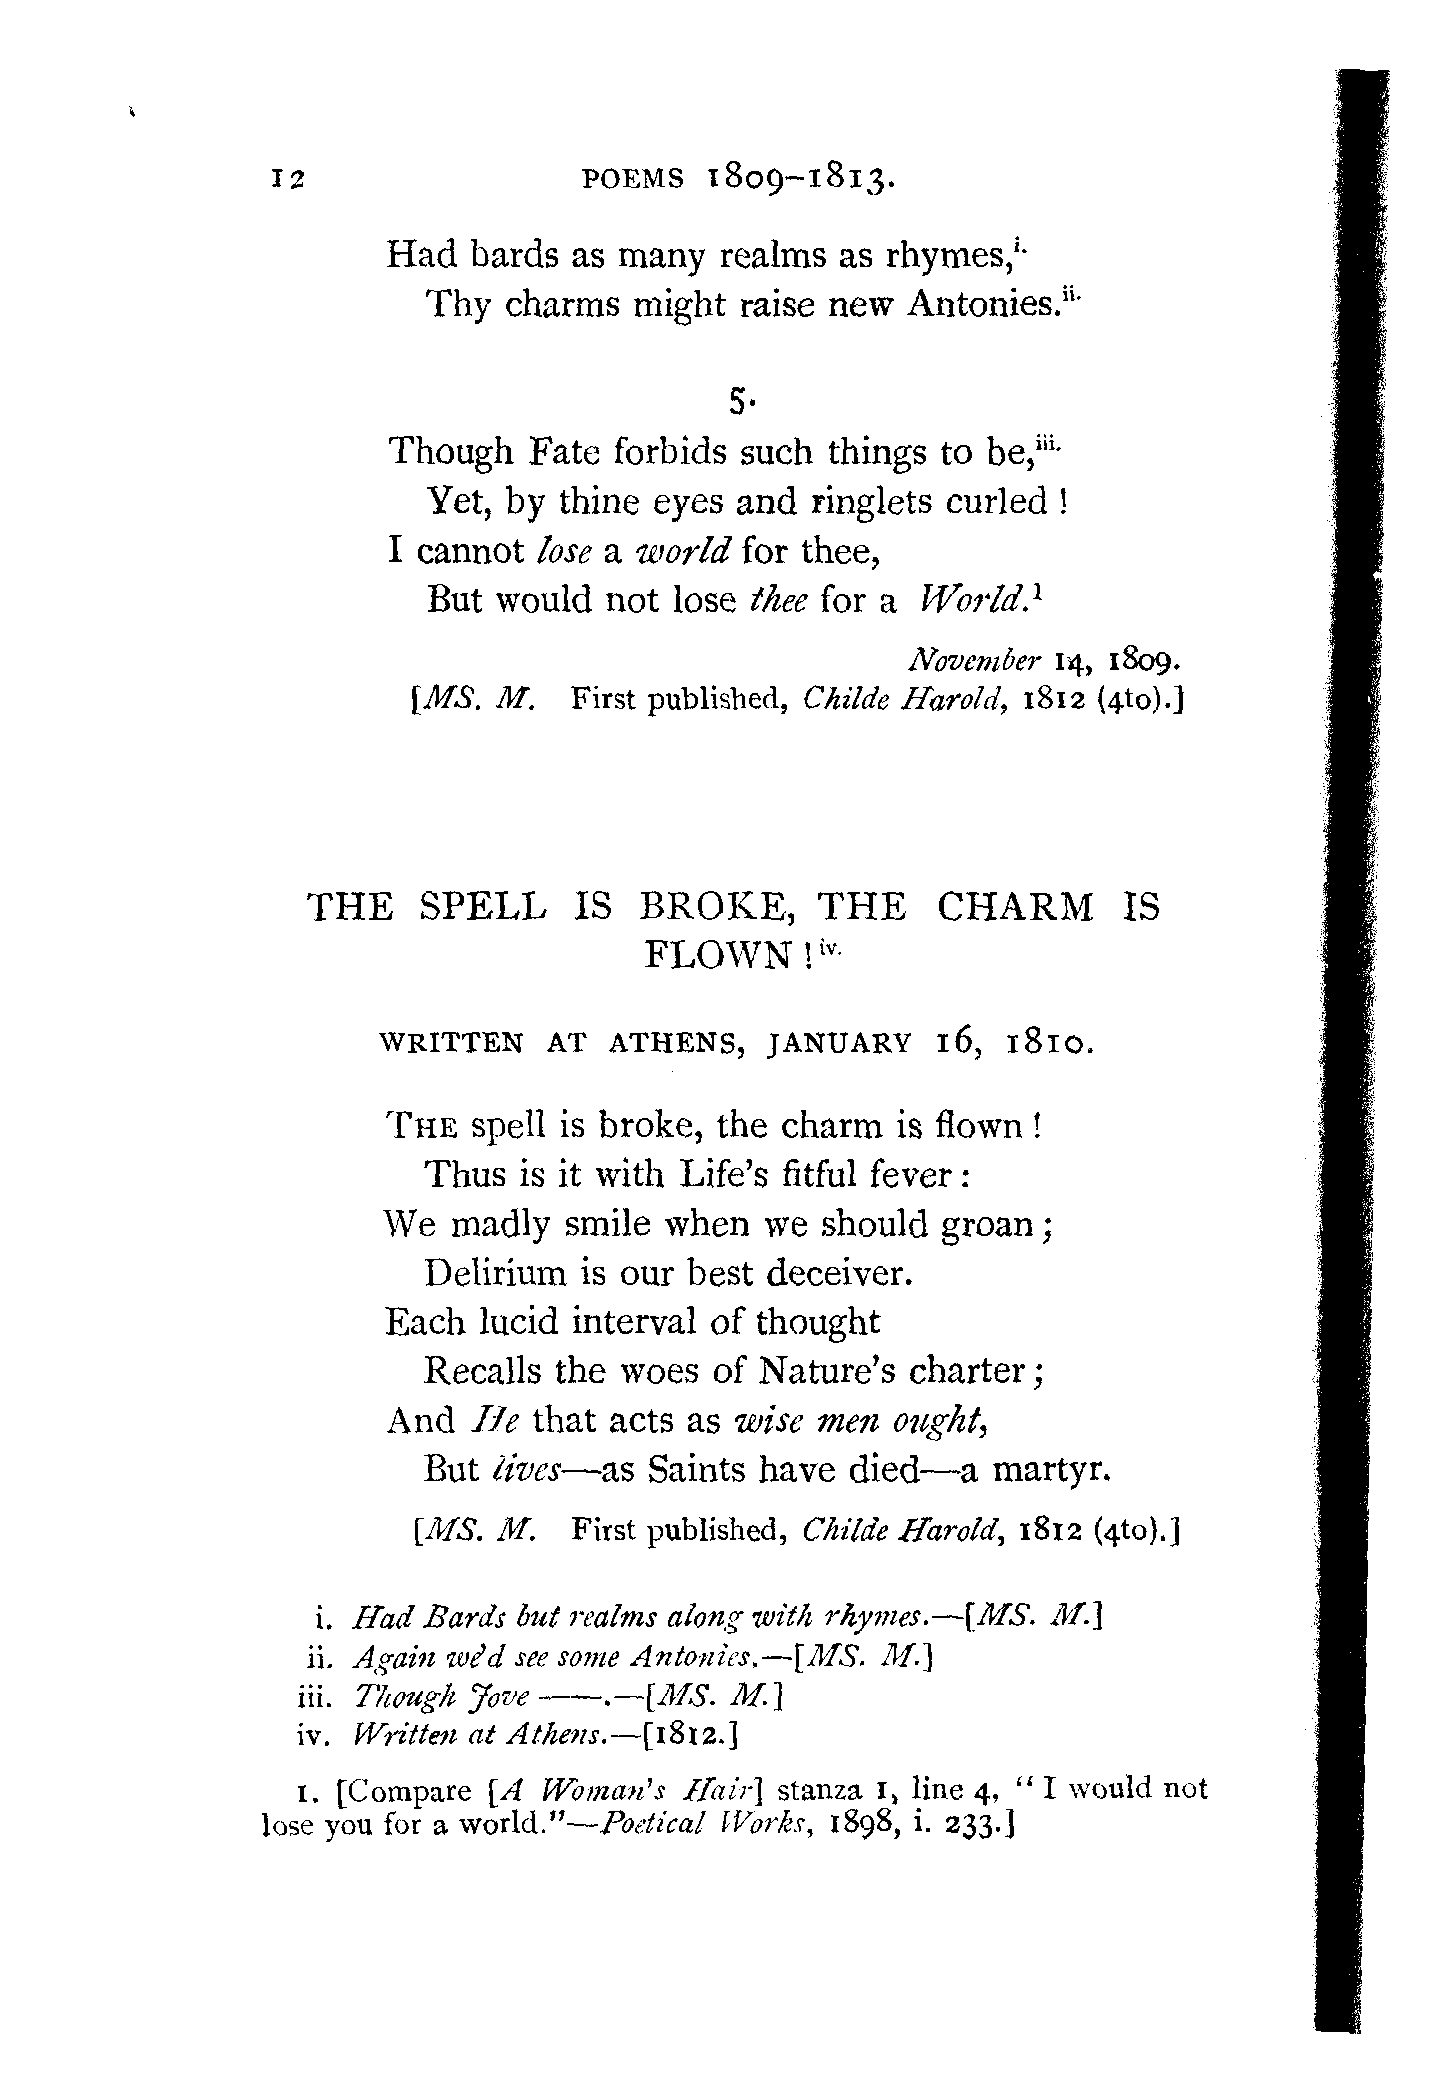 12 POEMS 1809–1813.
Had bards as many realms as rhymes,i.
Thy charms might raise new Antonies.ii.
5.
Though Fate forbids such things to be,iii.
Yet, by thine eyes and ringlets curled !
I cannot lose a world for thee,
But would not lose thee for a World.1
November 14, 1809.
[MS. M. First published, Childe Harold, 1812 (4to).]
THE SPELL IS BROKE, THE CHARM IS
FLOWN ! iv.
WRITTEN AT ATHENS, JANUARY 16, 1810.
THE spell is broke, the charm is flown !
Thus is it with Life's fitful fever :
We madly smile when we should groan ;
Delirium is our best deceiver.
Each lucid interval of thought
Recalls the woes of Nature's charter ;
And He that acts as wise men ought,
But lives—as Saints have died—a martyr.
[MS. M. First published, Childe Harold, 1812 (4to).]
i. Had Bards but realms along with rhymes.—[MS. M.]
ii. Again we'd see some Antonies.—[MS. M.]
iii. Though Jove ——.—[MS. M.]
iv. Written at Athens.—[1812.]
1. [Compare [A Woman's Hair] stanza 1, line 4, " I would not
lose you for a world."—Poetical Works, 1898, i. 233.]